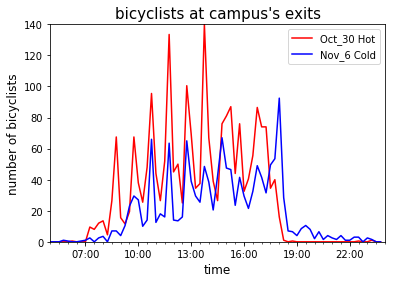 bicyclists at campus's exits
Oct_30 Hot
Nov_6 Cold
number of bicyclists
140
120
100
80
60
40
20
0
07:00 10:00 13:00 16:00 19:00 22:00
time